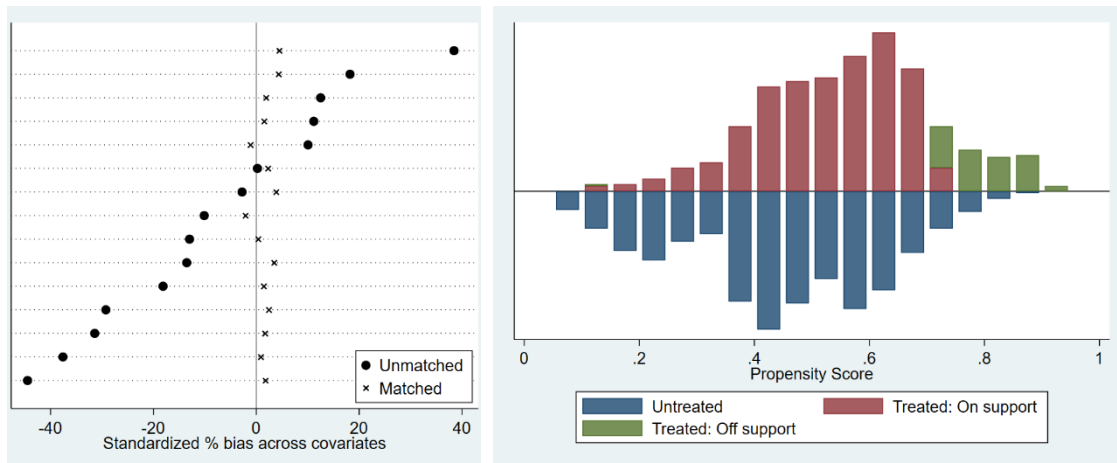 Unmatched
Matched
-40 -20 0 20 40
Standardized % bias across covariates
0 .2 .4 .6 .8 1
Propensity Score
Untreated Treated: On support
Treated: Off support